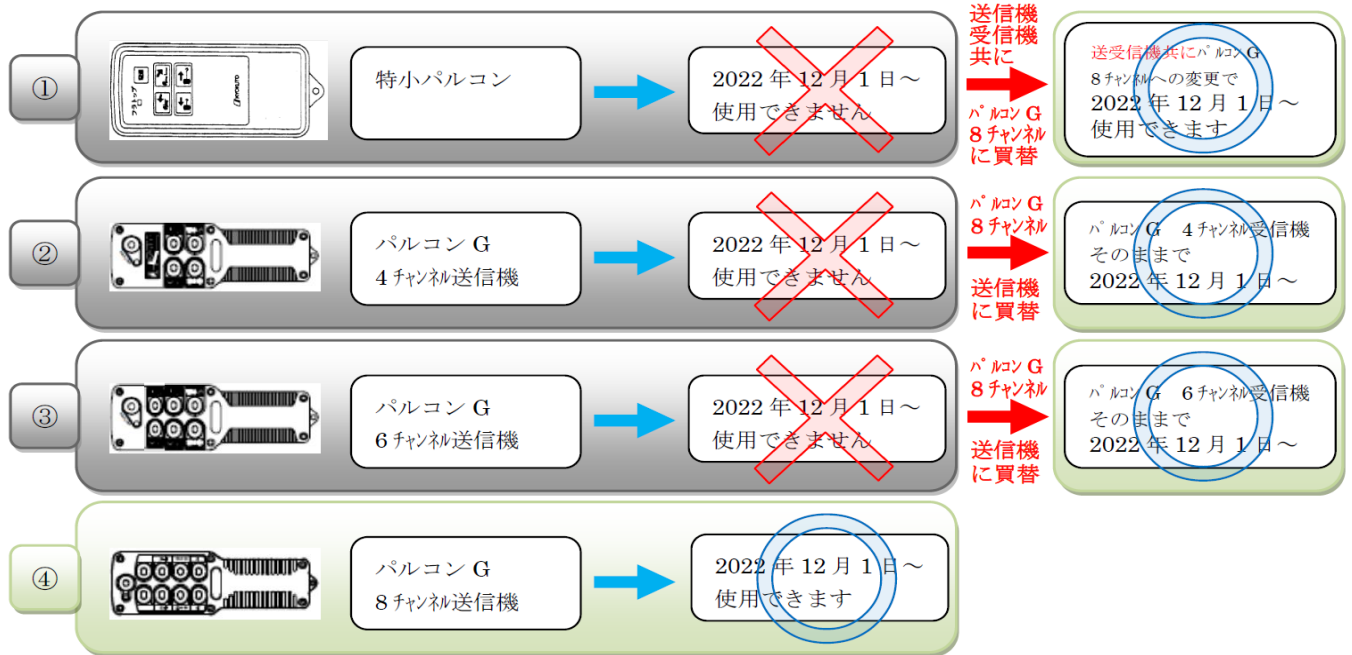 ①
フラトップ
KYOKUTO
特小パルコン
2022年12月1日～
使用できません
送信機
受信機
共に
パルコンG
8チャンネル
に買替
送受信機共にパルコンG
8チャンネルへの変更で
2022年12月1日～
使用できます
②
パルコンG
4チャンネル送信機
2022年12月1日～
使用できません
パルコンG
8チャンネル
送信機
に買替
パルコンG 4チャンネル受信機
そのままで
2022年12月1日～
③
パルコンG
6チャンネル送信機
2022年12月1日～
使用できません
パルコンG
8チャンネル
送信機
に買替
パルコンG 6チャンネル受信機
そのままで
2022年12月1日～
④
パルコンG
8チャンネル送信機
2022年12月1日～
使用できます